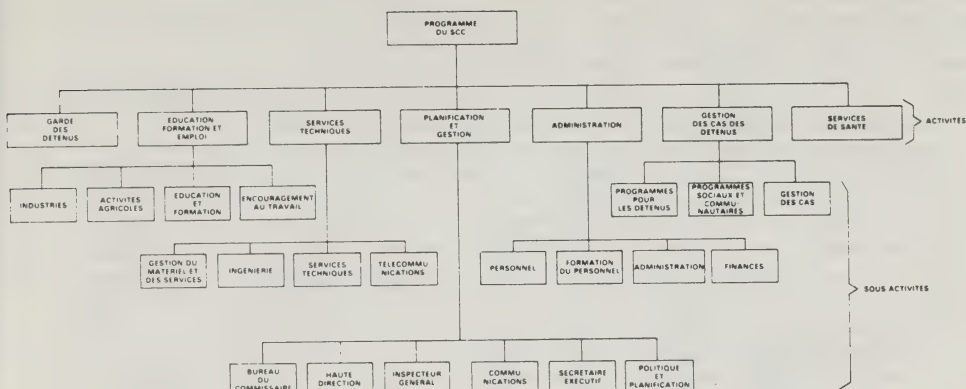 PROGRAMME
DU SCC
GARDE
DES
DETENUS
EDUCATION
FORMATION ET
EMPLOI
SERVICES
TECHNIQUES
PLANIFICATION
ET
GESTION
ADMINISTRATION
GESTION
DES CAS DES
DETENUS
SERVICES
DE SANTE
ACTIVITES
INDUSTRIES
ACTIVITES
AGRICOLES
EDUCATION
ET
FORMATION
ENCOURAGEMENT
AU TRAVAIL
PROGRAMMES
POUR
LES DETENUS
PROGRAMMES
SOCIAUX ET
COMMU-
NAUTAIRES
GESTION
DES CAS
GESTION DU
MATERIEL ET
DES SERVICES
INGENIERIE
SERVICES
TECHNIQUES
TELECOMMU
NICATIONS
PERSONNEL
FORMATION
DU PERSONNEL
ADMINISTRATION
FINANCES
SOUS ACTIVITES
BUREAU
DU
COMMISSAIRE
HAUTE
DIRECTION
INSPECTEUR
GENERAL
COMMU
NICATIONS
SECRETAIRE
EXECUTIF
POLITIQUE
ET
PLANIFICATION